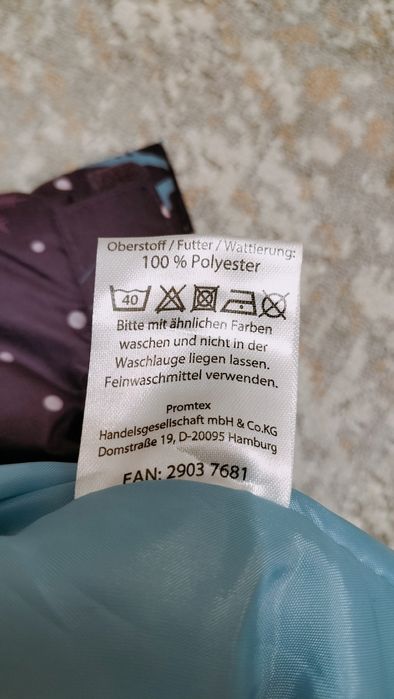 Oberstoff / Futter / Wattierung:
100 % Polyester
40
Bitte mit ähnlichen Farben
waschen und nicht in der
Waschlauge liegen lassen.
Feinwaschmittel verwenden.
Promtex
Handelsgesellschaft mbH & Co.KG
Domstraße 19, D-20095 Hamburg
EAN: 2903 7681